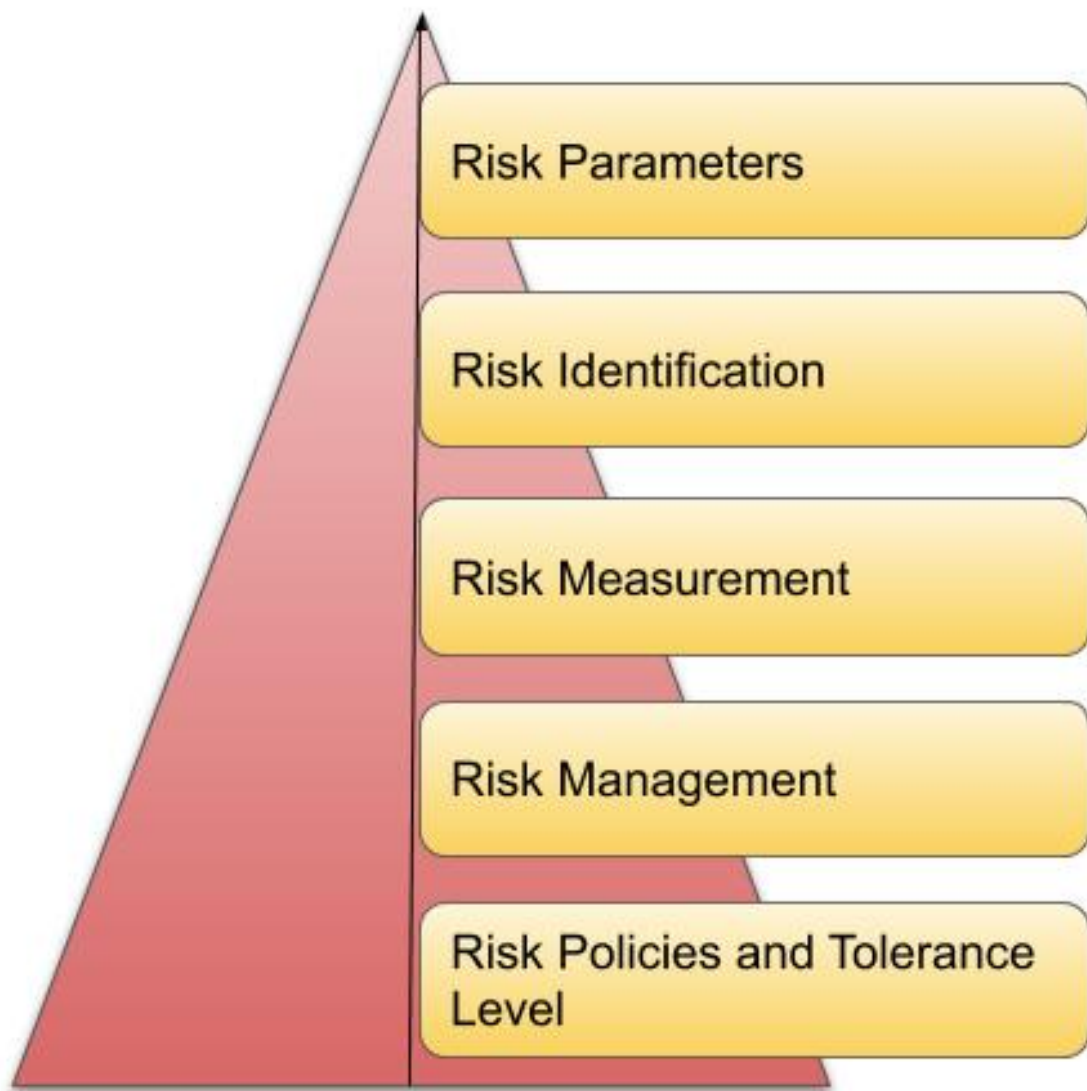 Risk Parameters
Risk Identification
Risk Measurement
Risk Management
Risk Policies and Tolerance
Level